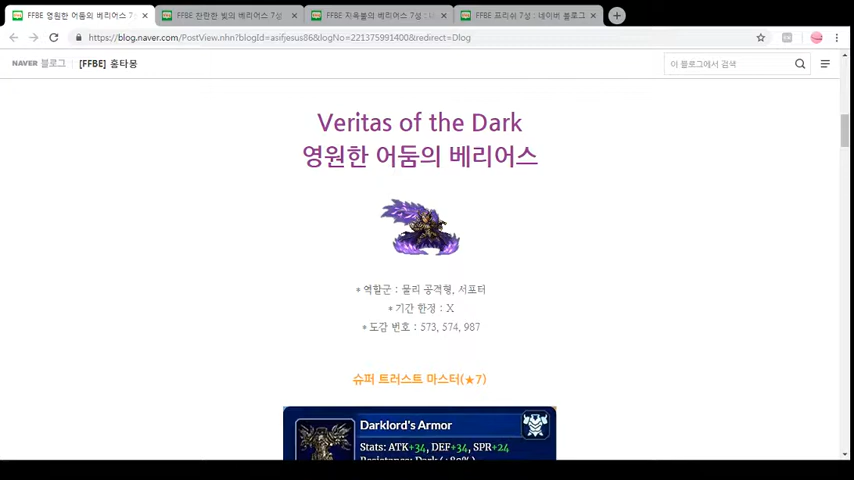 FFBE 영원한 어둠의 베리어스 7
FFBE 찬란한 빛의 베리어스 7성
FFBE 지옥불의 베리어스 7성 :
FFBE 프리쉬 7성 : 네이버 블로그
https://blog.naver.com/PostView.nhn?blogId=asifjesus86&logNo=221375991400&redirect=Dlog
NAVER 블로그 [FFBE] 홍타몽
이 블로그에서 검색
Veritas of the Dark
영원한 어둠의 베리어스
* 역할군 : 물리 공격형, 서포터
* 기간 한정 : X
* 도감 번호 : 573, 574, 987
슈퍼 트러스트 마스터(★7)
Darklord's Armor
Stats: ATK+34, DEF+34, SPR+24
Resistance: Dark (+80%)